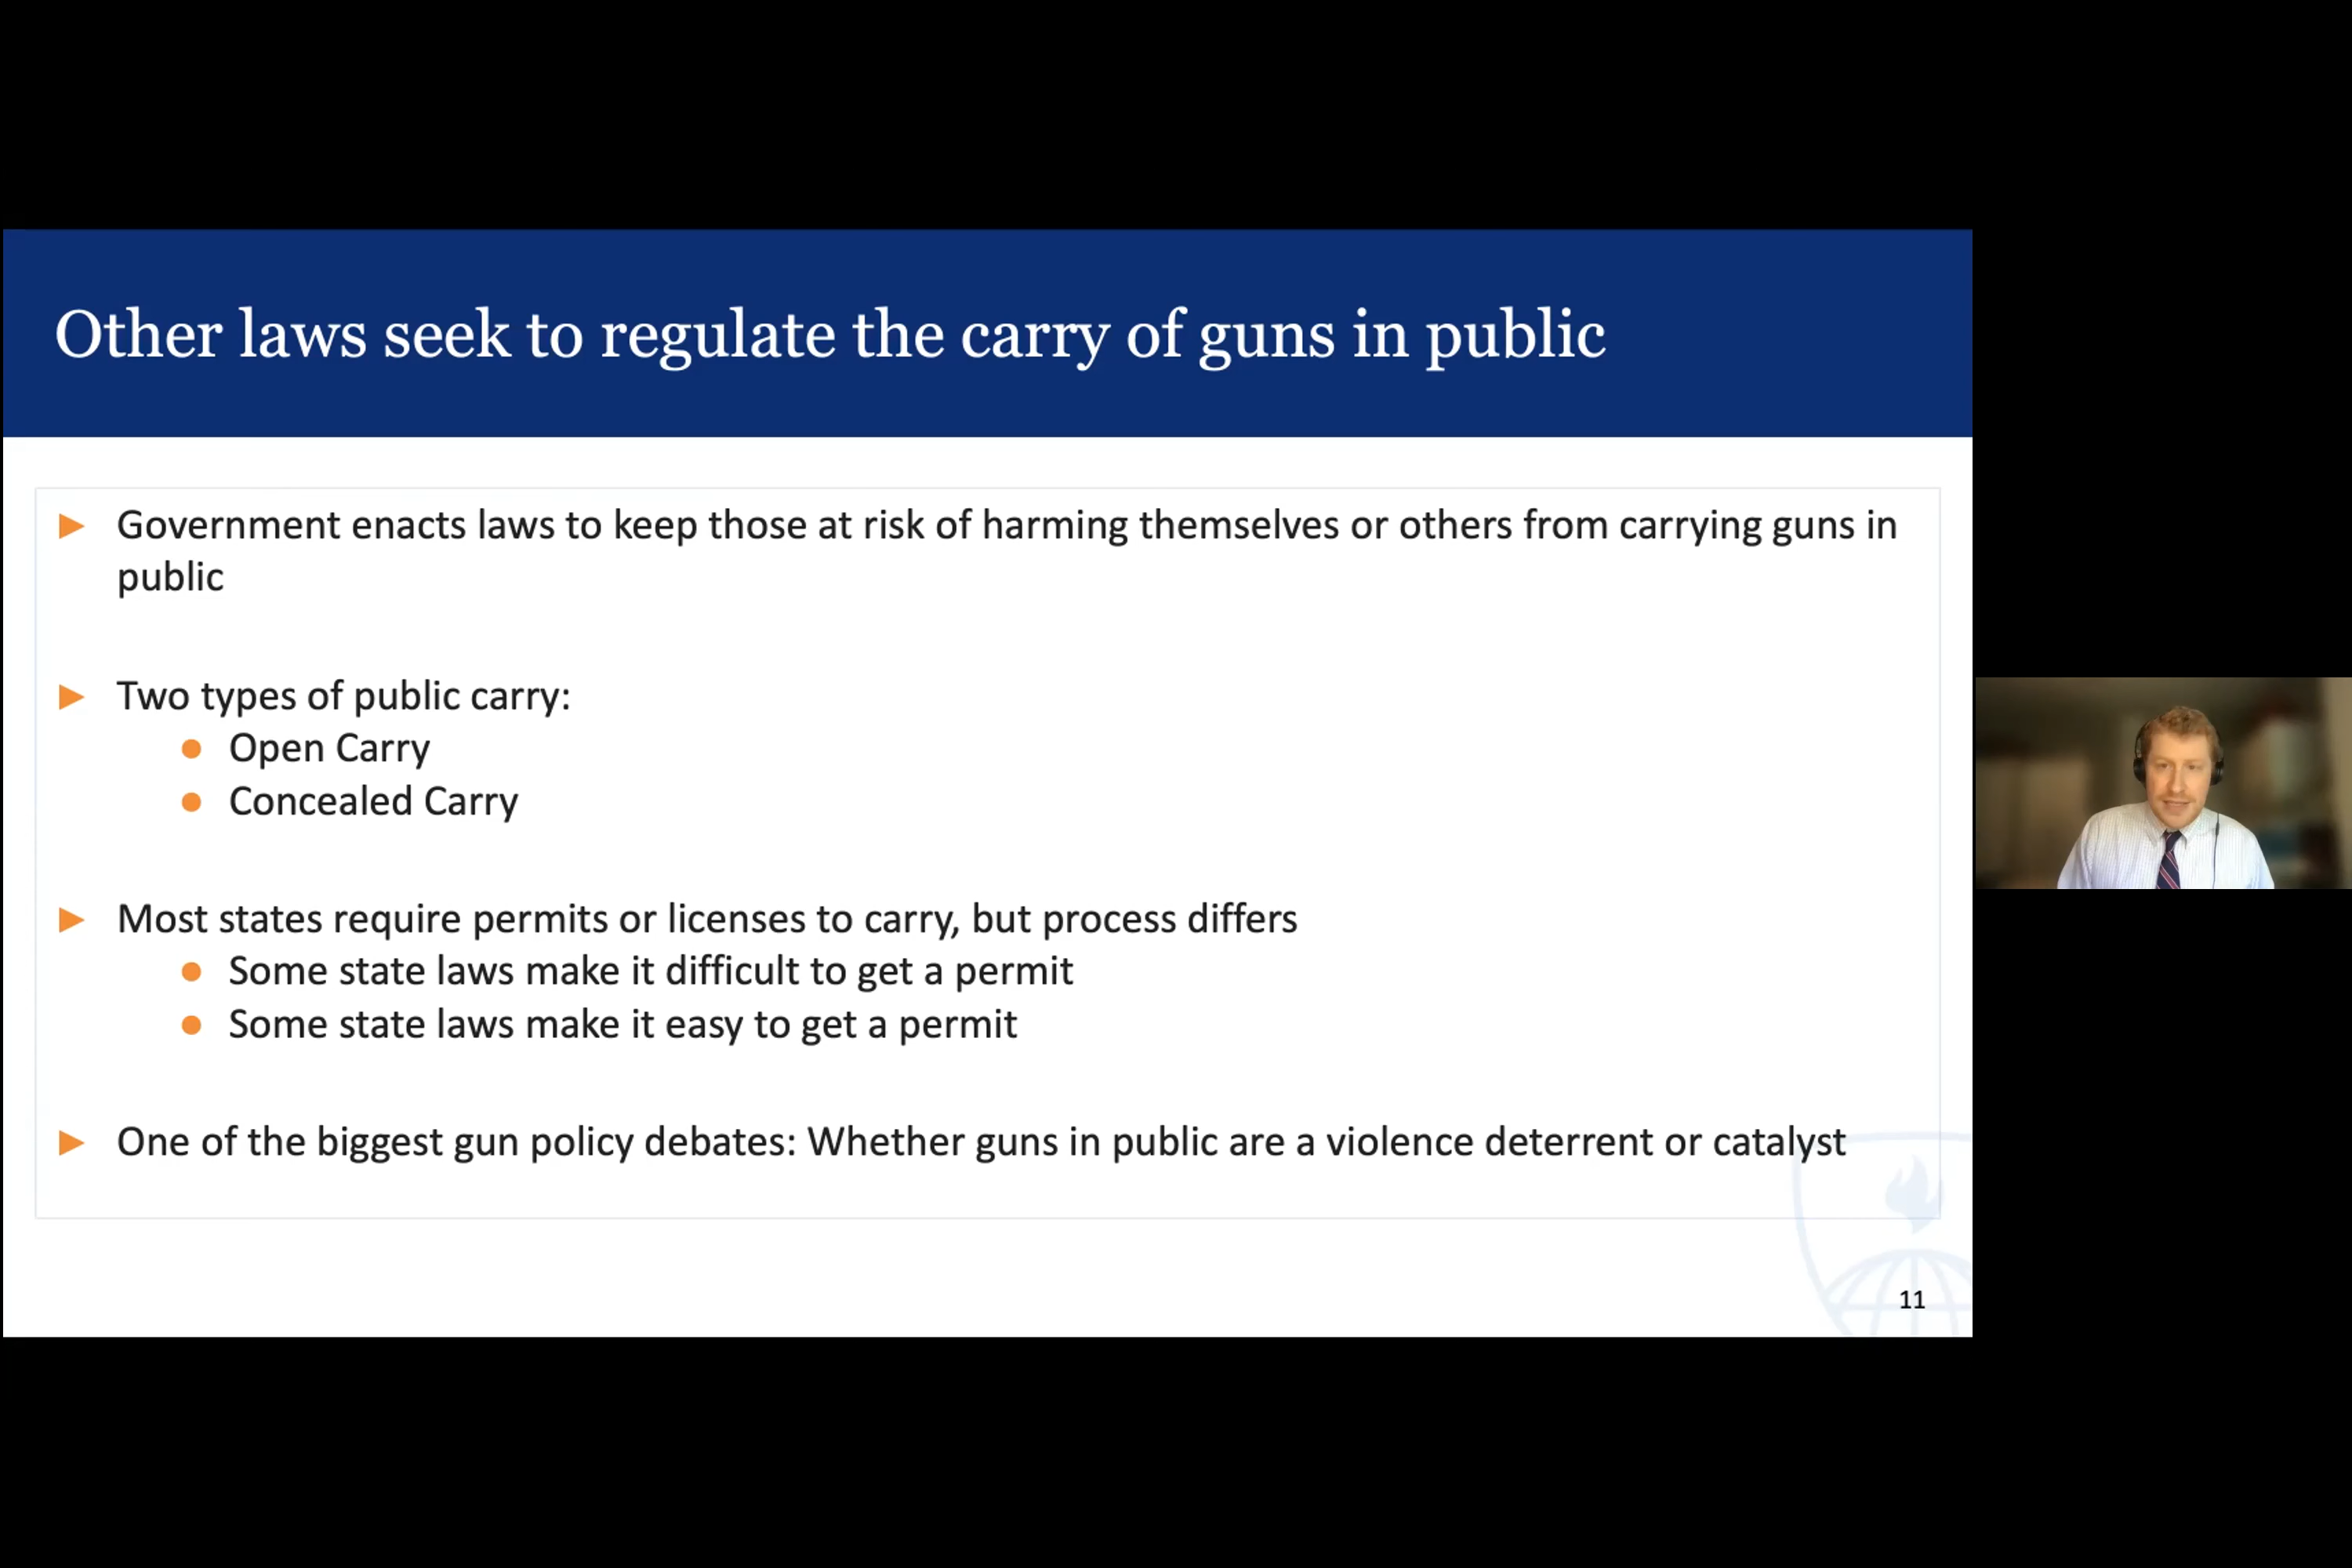 Other laws seek to regulate the carry of guns in public
Government enacts laws to keep those at risk of harming themselves or others from carrying guns in
public
Two types of public carry:
Open Carry
Concealed Carry
Most states require permits or licenses to carry, but process differs
Some state laws make it difficult to get a permit
Some state laws make it easy to get a permit
One of the biggest gun policy debates: Whether guns in public are a violence deterrent or catalyst
11